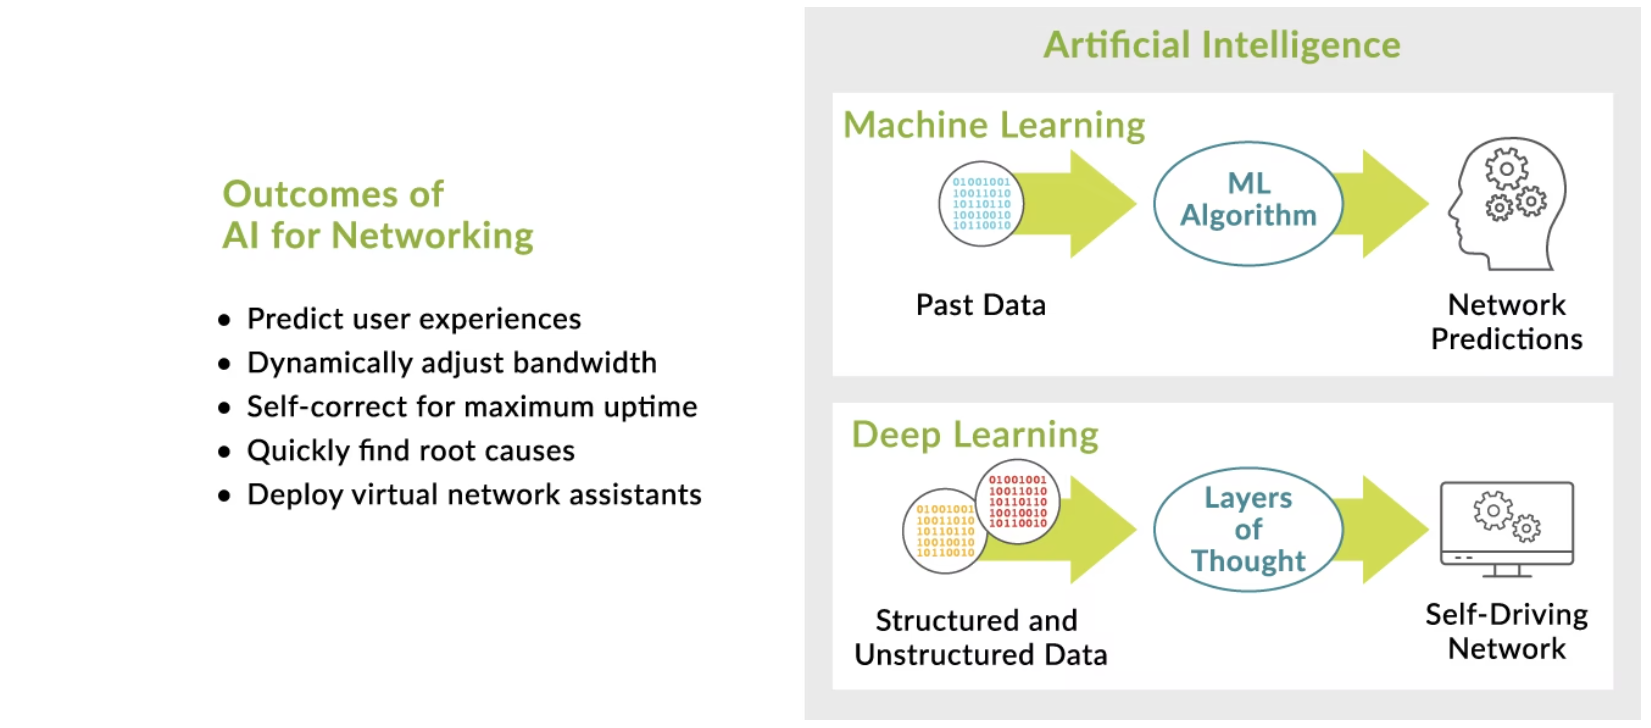 Outcomes of
AI for Networking
• Predict user experiences
• Dynamically adjust bandwidth
• Self-correct for maximum uptime
• Quickly find root causes
• Deploy virtual network assistants
Artificial Intelligence
Machine Learning
01001001
10011010
10110110
10010010
10110010
Past Data
ML
Algorithm
Network
Predictions
Deep Learning
01001001
10011010
10110110
10010010
10110010
01001001
10011010
10110110
10010010
10110010
Structured and
Unstructured Data
Layers
of
Thought
Self-Driving
Network